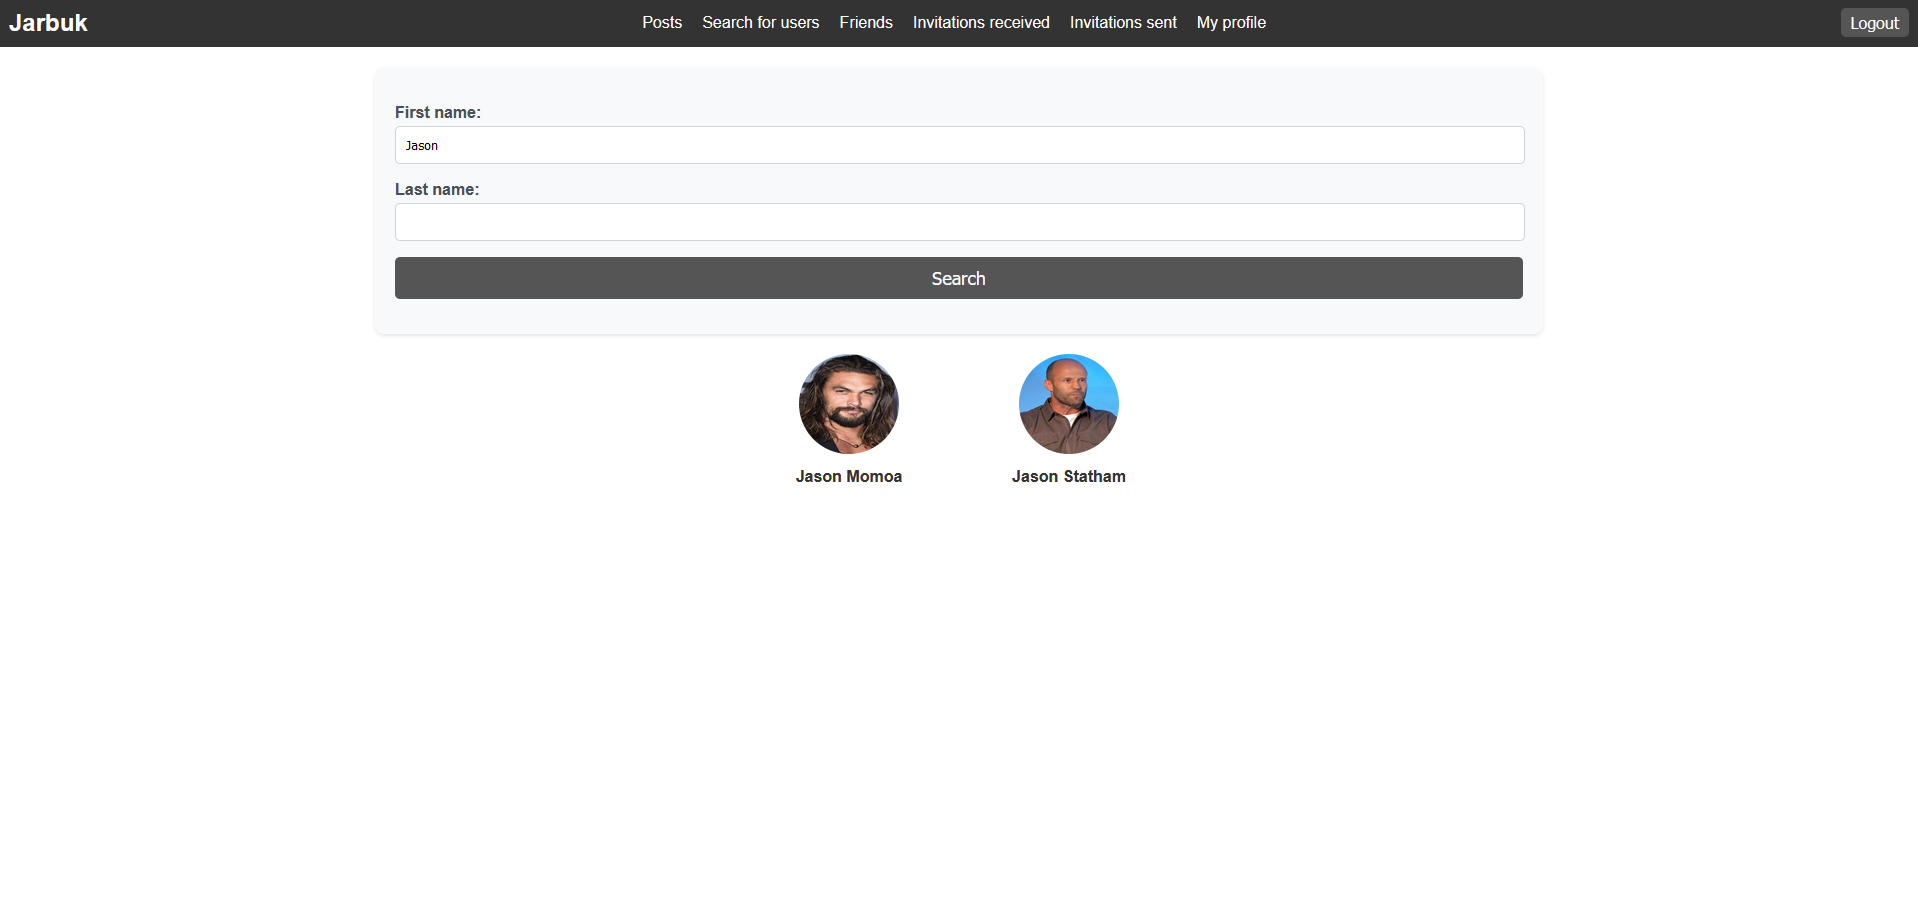 Jarbuk
Posts Search for users Friends Invitations received Invitations sent My profile
Logout
First name:
Jason
Last name:
Search
Jason Momoa
Jason Statham